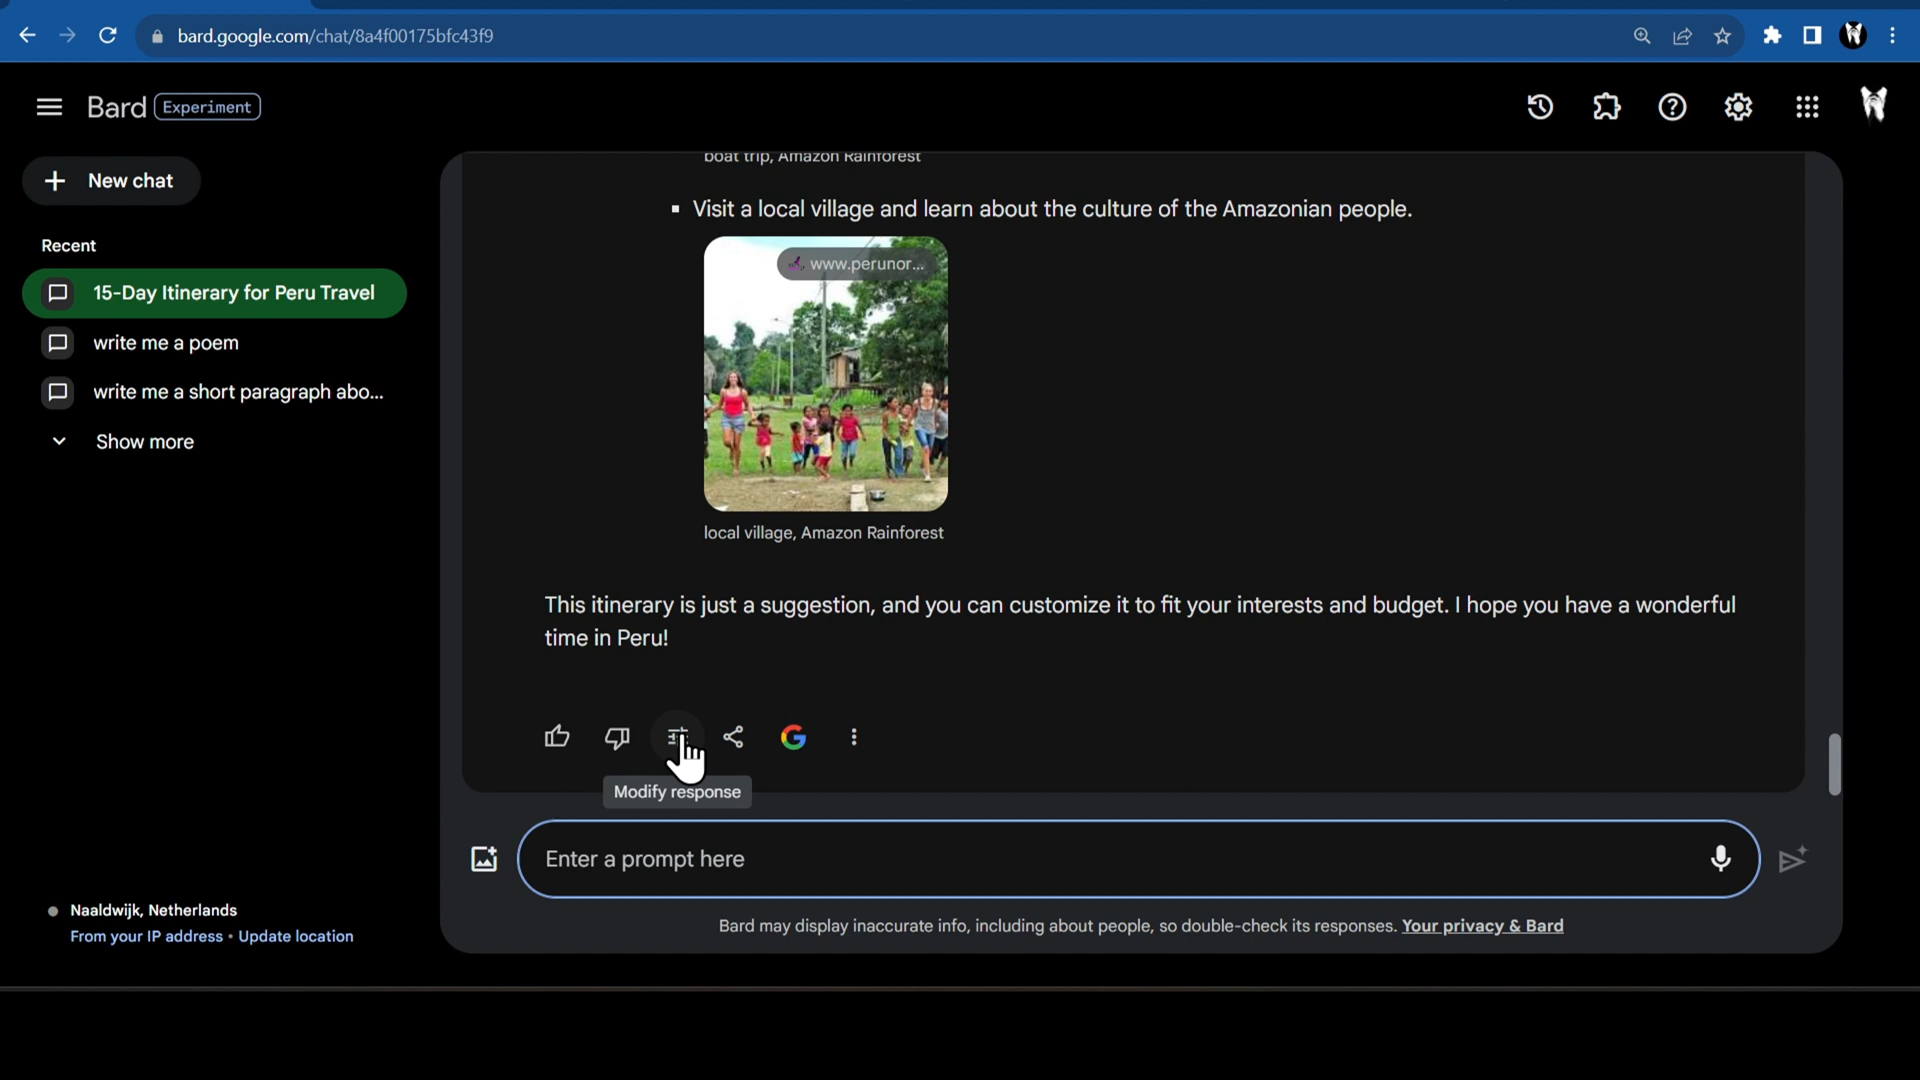 bard.google.com/chat/8a4f00175bfc43f9
Bard Experiment
New chat
Recent
15-Day Itinerary for Peru Travel
write me a poem
write me a short paragraph abo...
Show more
Naaldwijk, Netherlands
From your IP address • Update location
boat trip, Amazon Rainforest
Visit a local village and learn about the culture of the Amazonian people.
www.perunor...
local village, Amazon Rainforest
This itinerary is just a suggestion, and you can customize it to fit your interests and budget. I hope you have a wonderful
time in Peru!
Modify response
Enter a prompt here
Bard may display inaccurate info, including about people, so double-check its responses. Your privacy & Bard